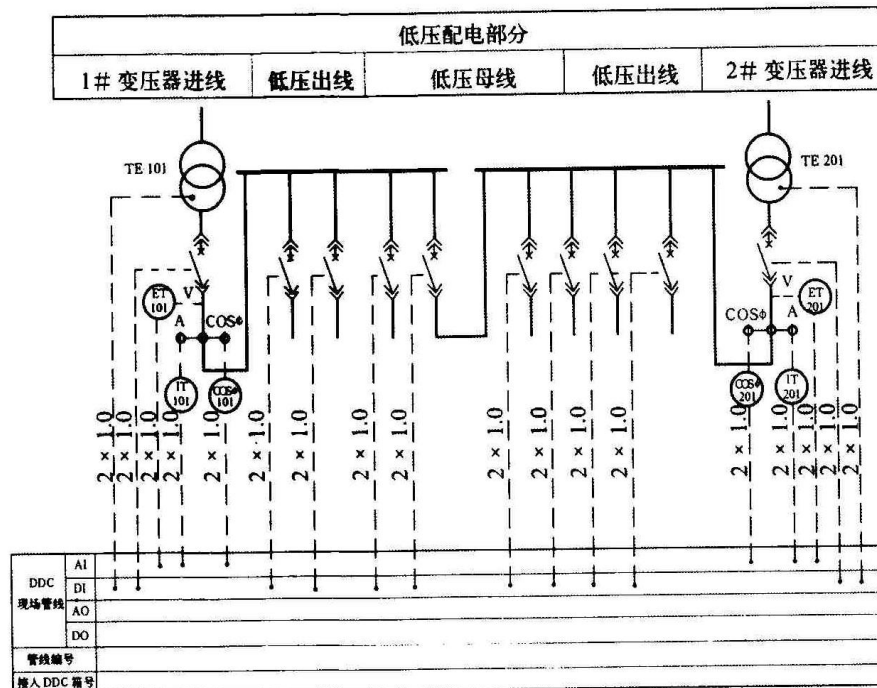 低压配电部分
1# 变压器进线 低压出线 低压母线 低压出线 2# 变压器进线
TE 101 TE 201
V V
ET 101 ET 201
A COSΦ COSΦ A
IT 101 COSΦ 101 COSΦ 201 IT 201
2×1.0 2×1.0 2×1.0 2×1.0 2×1.0 2×1.0 2×1.0 2×1.0 2×1.0 2×1.0 2×1.0 2×1.0 2×1.0 2×1.0 2×1.0 2×1.0 2×1.0 2×1.0
DDC 现场管线
AI
DI
AO
DO
管线编号
接入 DDC 箱号